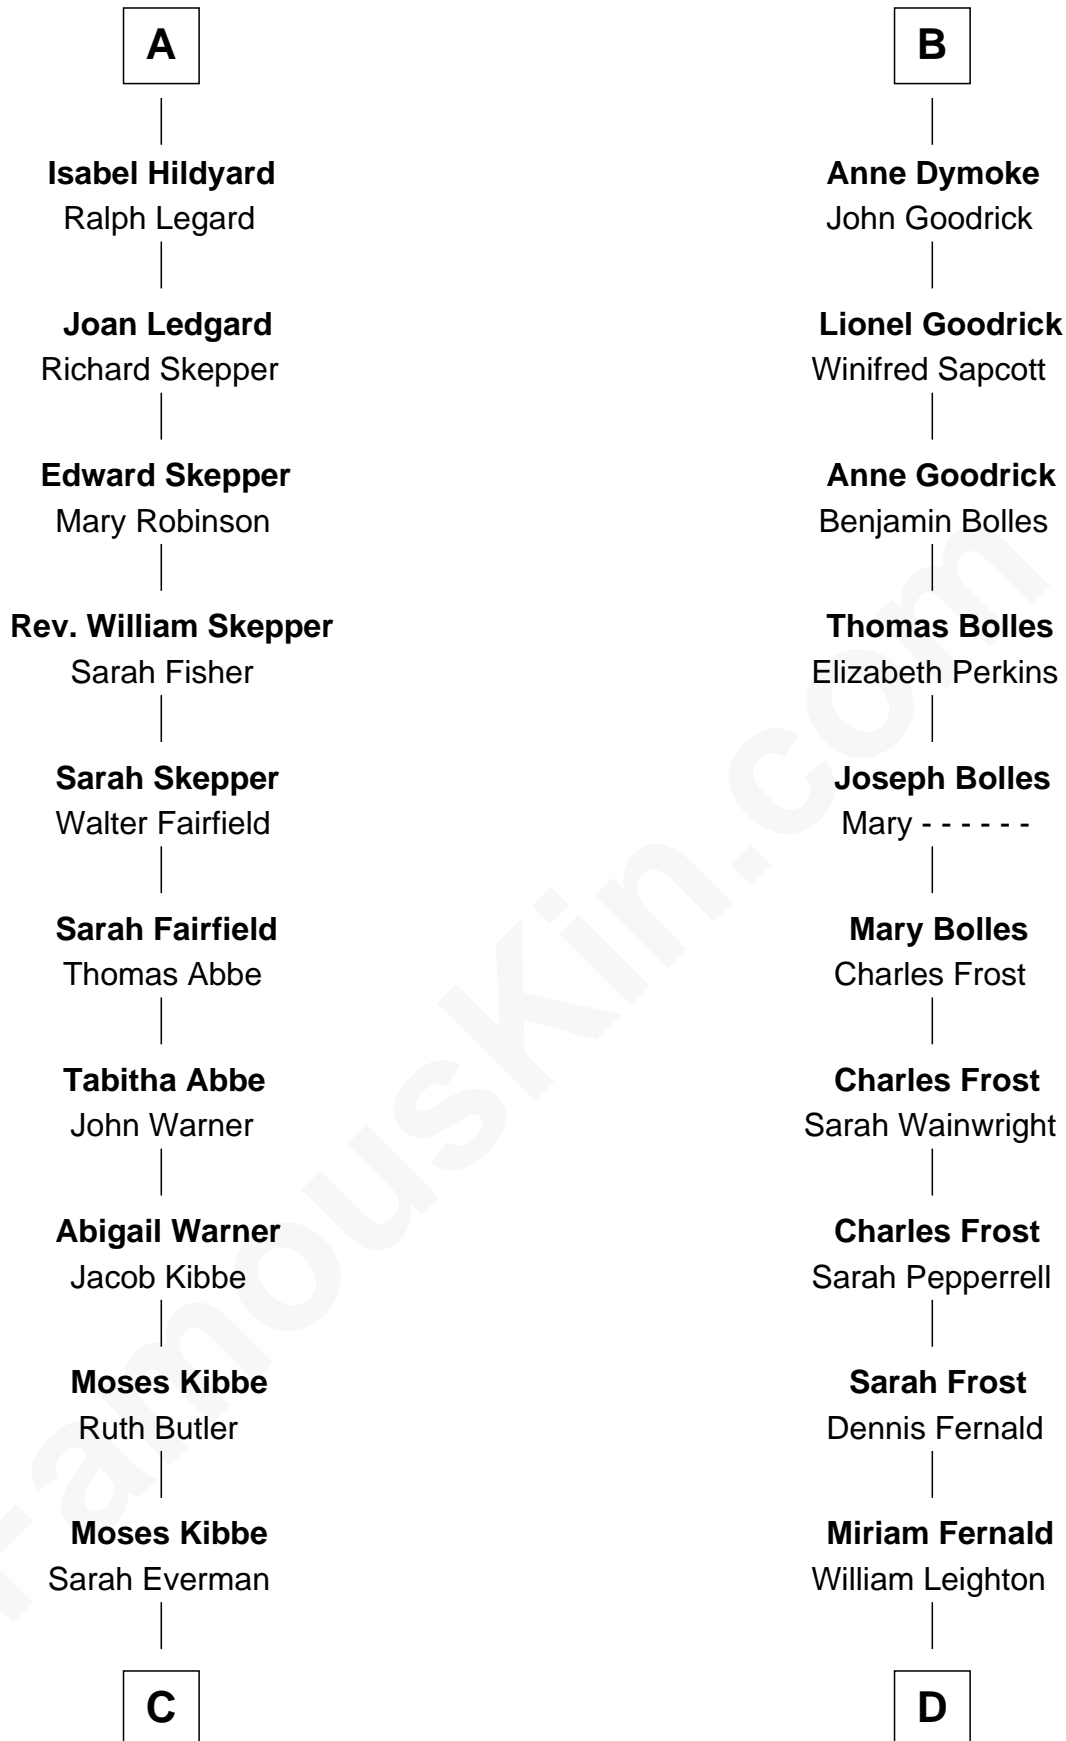 A
Isabel Hildyard
Ralph Legard
Joan Ledgard
Richard Skepper
Edward Skepper
Mary Robinson
Rev. William Skepper
Sarah Fisher
Sarah Skepper
Walter Fairfield
Sarah Fairfield
Thomas Abbe
Tabitha Abbe
John Warner
Abigail Warner
Jacob Kibbe
Moses Kibbe
Ruth Butler
Moses Kibbe
Sarah Everman
C
B
Anne Dymoke
John Goodrick
Lionel Goodrick
Winifred Sapcott
Anne Goodrick
Benjamin Bolles
Thomas Bolles
Elizabeth Perkins
Joseph Bolles
Mary - - - - - -
Mary Bolles
Charles Frost
Charles Frost
Sarah Wainwright
Charles Frost
Sarah Pepperrell
Sarah Frost
Dennis Fernald
Miriam Fernald
William Leighton
D
FamousKin.com